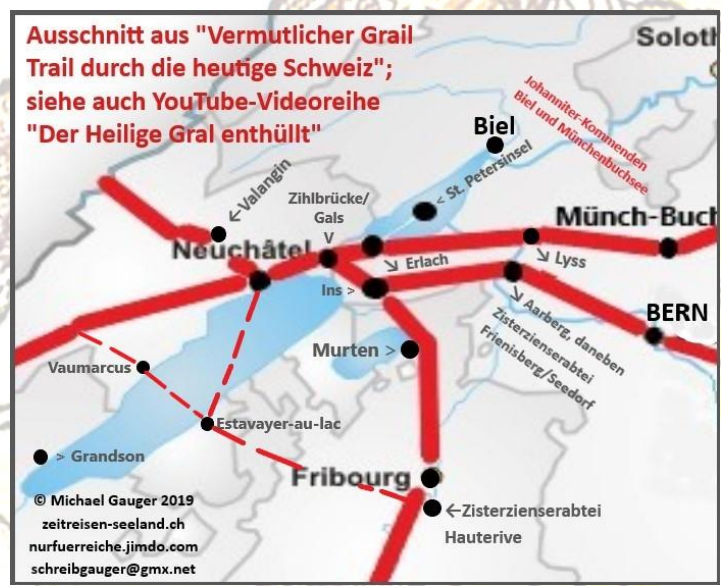 Ausschnitt aus "Vermutlicher Grail
Trail durch die heutige Schweiz";
siehe auch YouTube-Videoreihe
"Der Heilige Gral enthüllt"
Soloth
Johanniter-Kommenden
Biel und Münchenbuchsee
Biel
< St. Petersinsel
←Valangin
Zihlbrücke/
Gals
V
Münch-Buch
Neuchâtel
↘ Erlach
↘ Lyss
Ins >
↘ Aarberg, daneben
Zisterzienserabtei
Frienisberg/Seedorf
BERN
Murten >
Vaumarcus
Estavayer-au-lac
> Grandson
Fribourg
←Zisterzienserabtei
Hauterive
© Michael Gauger 2019
zeitreisen-seeland.ch
nurfuerreiche.jimdo.com
schreibgauger@gmx.net